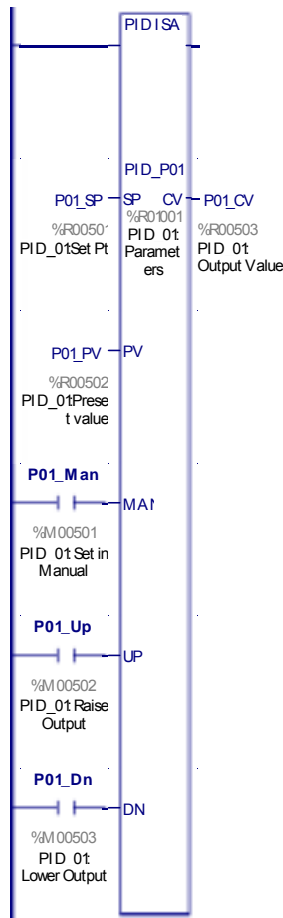 PIDISA
PID_P01
P01_SP SP CV P01_CV
%R00501 %R01001 %R00503
PID_01: Set Pt PID 01: Paramet ers PID 01: Output Value
P01_PV PV
%R00502
PID_01: Prese
t value
P01_Man
MAN
%M00501
PID 01: Set in
Manual
P01_Up
UP
%M00502
PID_01: Raise
Output
P01_Dn
DN
%M00503
PID 01:
Lower Output